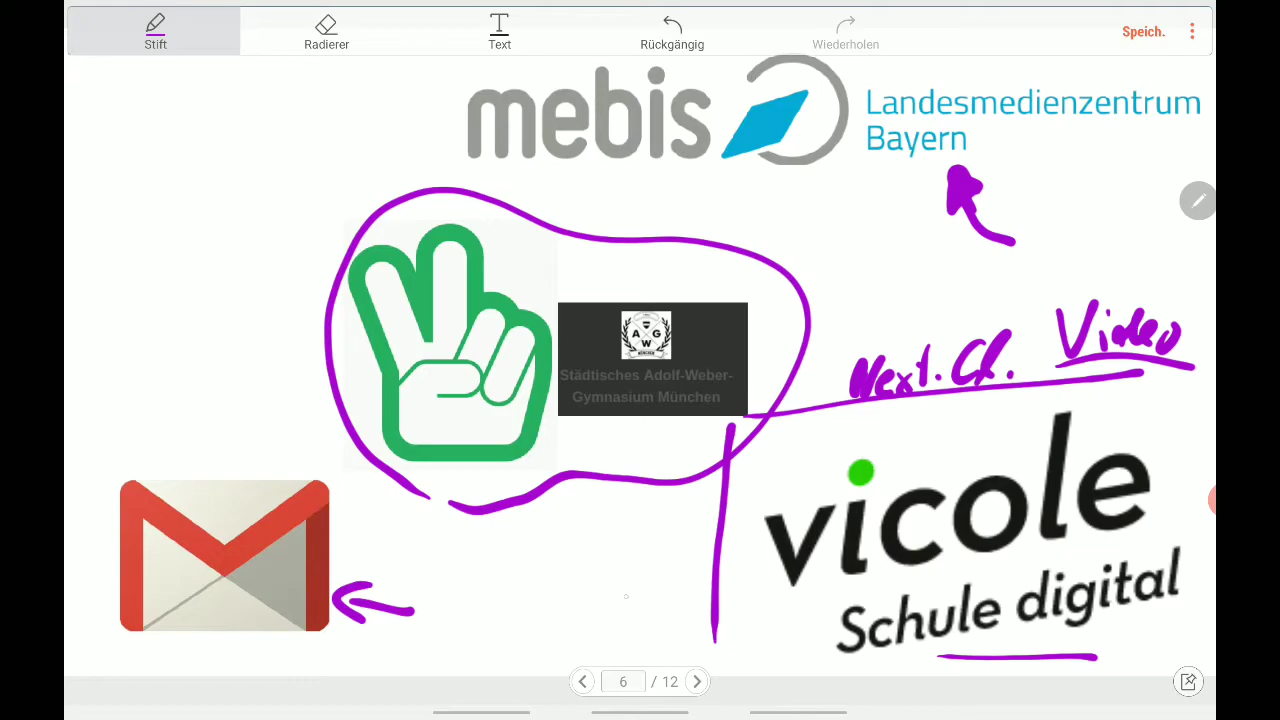 Stift
Radierer
Text
Rückgängig
Wiederholen
Speich.
mebis
Landesmedienzentrum
Bayern
A G
W
MÜNCHEN
Städtisches Adolf-Weber-
Gymnasium München
Next. Cl. Video
vicole
Schule digital
6 / 12